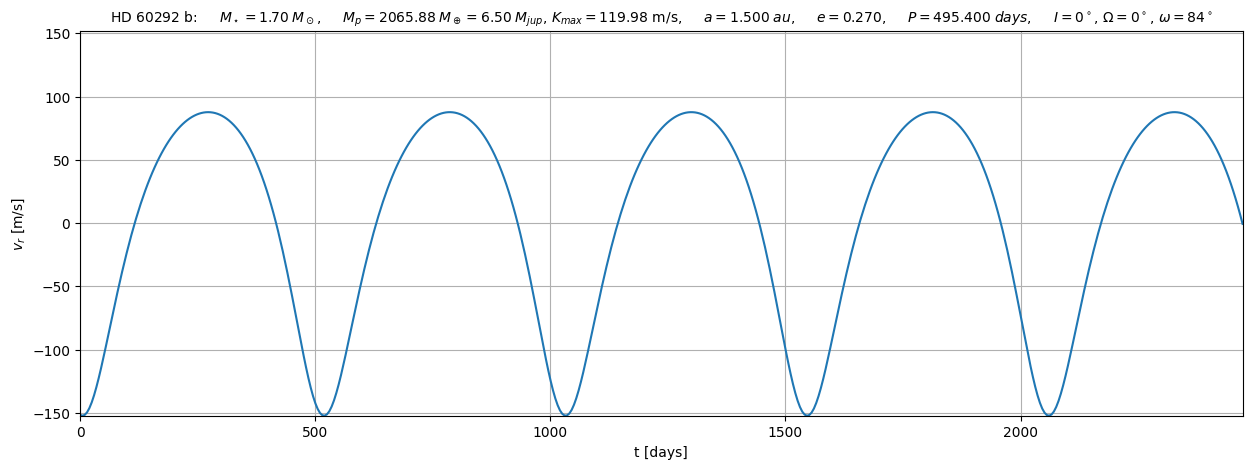 HD 60292 b: M⋆ = 1.70 M⊙, Mp = 2065.88 M⊕ = 6.50 Mjup, Kmax = 119.98 m/s, a = 1.500 au, e = 0.270, P = 495.400 days, I = 0°, Ω = 0°, ω = 84°
150
100
50
0
−50
−100
−150
vr [m/s]
0 500 1000 1500 2000
t [days]